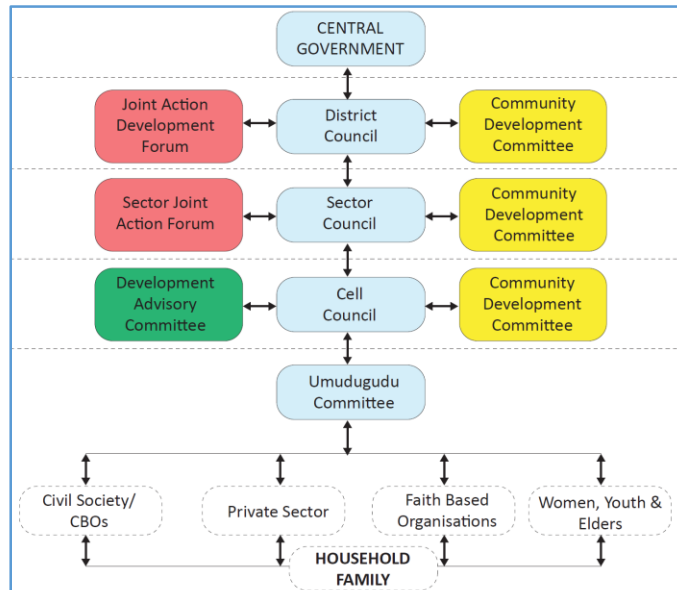 CENTRAL
GOVERNMENT
Joint Action
Development
Forum
District
Council
Community
Development
Committee
Sector Joint
Action Forum
Sector
Council
Community
Development
Committee
Development
Advisory
Committee
Cell
Council
Community
Development
Committee
Umudugudu
Committee
Civil Society/
CBOs
Private Sector
Faith Based
Organisations
Women, Youth &
Elders
HOUSEHOLD
FAMILY